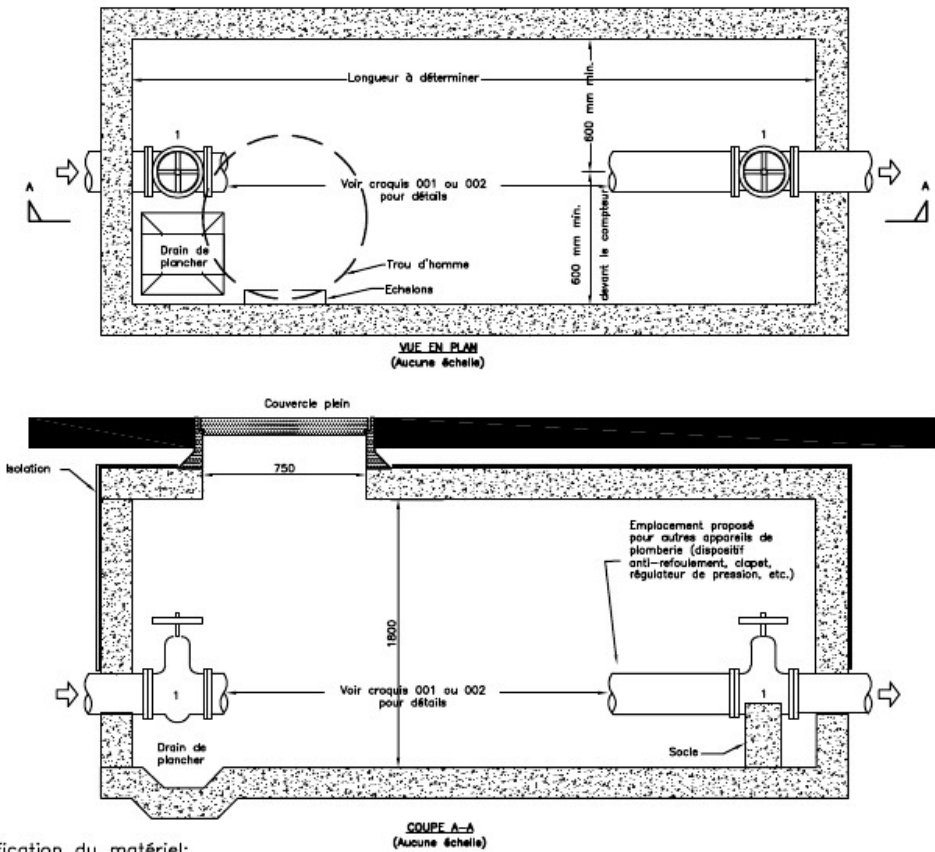 Longueur à déterminer
600 mm min.
1
1
A
A
Voir croquis 001 ou 002
pour détails
600 mm min.
devant le compteur
Drain de
plancher
Trou d'homme
Echelons
VUE EN PLAN
(Aucune échelle)
Couvercle plein
Isolation
750
Emplacement proposé
pour autres appareils de
plomberie (dispositif
anti-refoulement, clapet,
régulateur de pression, etc.)
1800
1
1
Voir croquis 001 ou 002
pour détails
Drain de
plancher
Socle
COUPE A-A
(Aucune échelle)
fication du matériel: